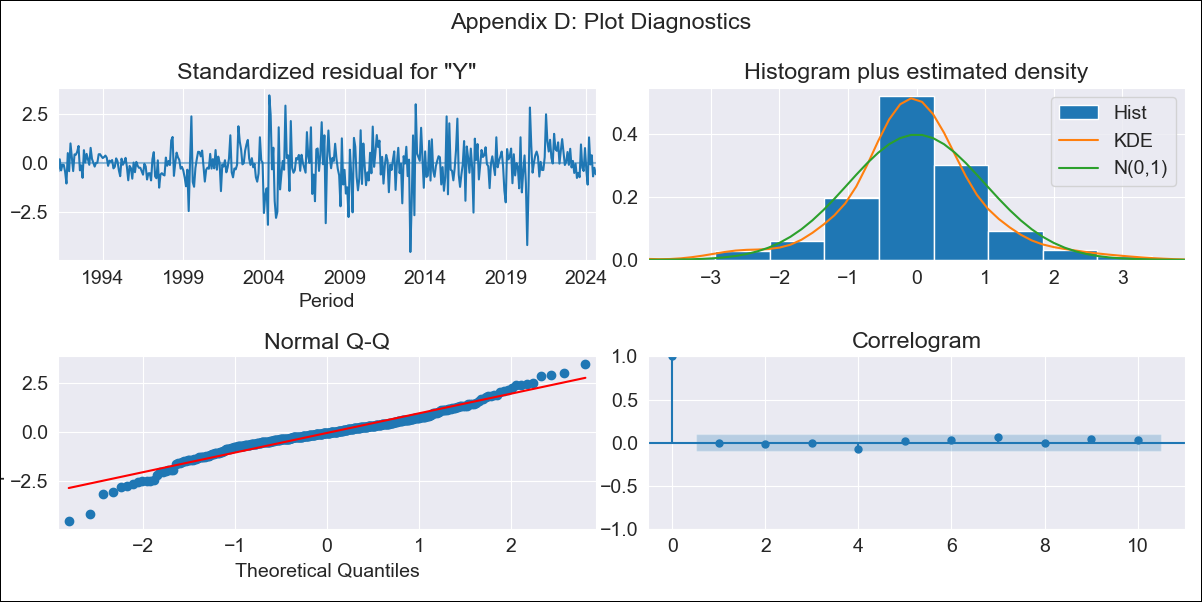 Appendix D: Plot Diagnostics
Standardized residual for "Y"
2.5
0.0
−2.5
1994 1999 2004 2009 2014 2019 2024
Period
Histogram plus estimated density
Hist
KDE
N(0,1)
0.4
0.2
0.0
−3 −2 −1 0 1 2 3
Normal Q-Q
2.5
0.0
−2.5
−2 −1 0 1 2
Theoretical Quantiles
Correlogram
1.0
0.5
0.0
−0.5
−1.0
0 2 4 6 8 10